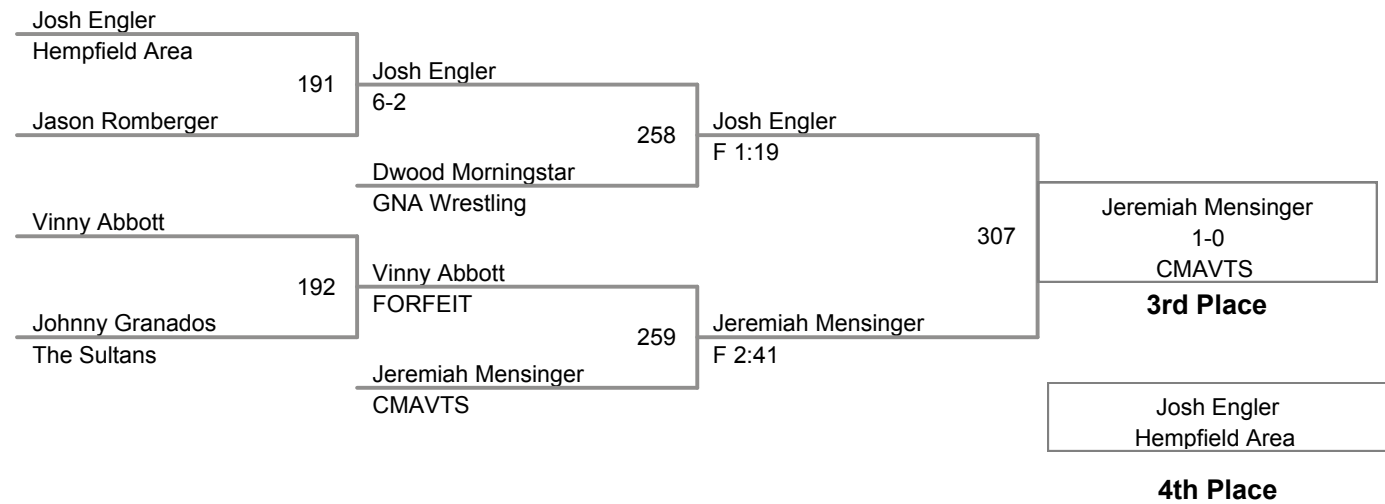 Josh Engler
Hempfield Area
191
Jason Romberger
Josh Engler
6-2
258
Dwood Morningstar
GNA Wrestling
Josh Engler
F 1:19
Vinny Abbott
192
Johnny Granados
The Sultans
Vinny Abbott
FORFEIT
259
Jeremiah Mensinger
CMAVTS
Jeremiah Mensinger
F 2:41
307
Jeremiah Mensinger
1-0
CMAVTS
3rd Place
Josh Engler
Hempfield Area
4th Place